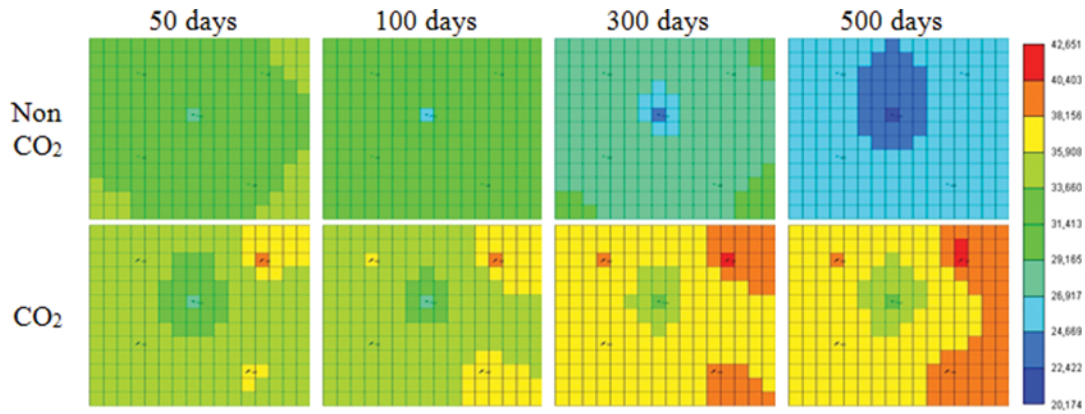 50 days
100 days
300 days
500 days
Non
CO₂
CO₂
42,651
40,403
38,156
35,908
33,660
31,413
29,165
26,917
24,669
22,422
20,174